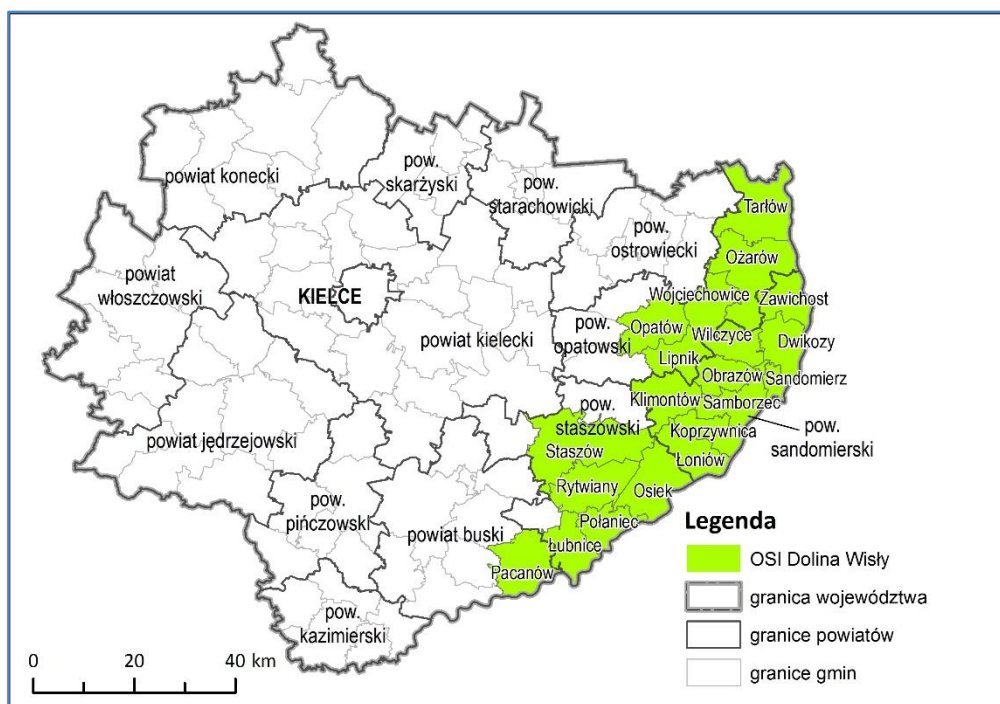 powiat konecki
pow.
skarżyski
pow.
starachowicki
pow.
ostrowiecki
Tarłów
Ożarów
powiat
włoszczowski
KIELCE
Wojciechowice
Zawichost
powiat kielecki
pow.
opatowski
Opatów
Wilczyce
Dwikozy
Lipnik
Obrazów
Sandomierz
pow.
staszowski
Klimontów
Samborzec
Koprzywnica
pow.
sandomierski
powiat jędrzejowski
Staszów
Łoniów
Rytwiany
Osiek
pow.
pińczowski
Połaniec
powiat buski
Łubnice
Pacanów
pow.
kazimierski
Legenda
OSI Dolina Wisły
granica województwa
granice powiatów
granice gmin
0 20 40 km